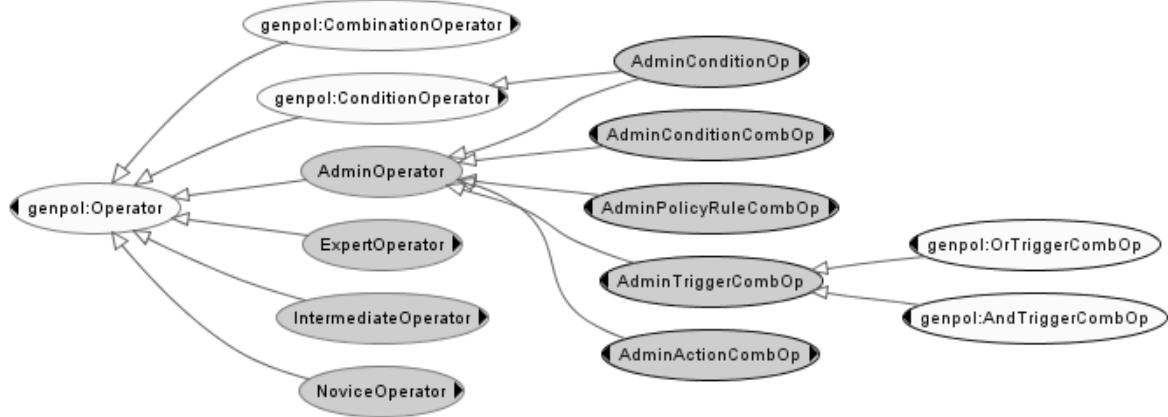 genpol:CombinationOperator
AdminConditionOp
genpol:ConditionOperator
AdminConditionCombOp
AdminOperator
genpol:Operator
AdminPolicyRuleCombOp
ExpertOperator
genpol:OrTriggerCombOp
AdminTriggerCombOp
IntermediateOperator
genpol:AndTriggerCombOp
AdminActionCombOp
NoviceOperator